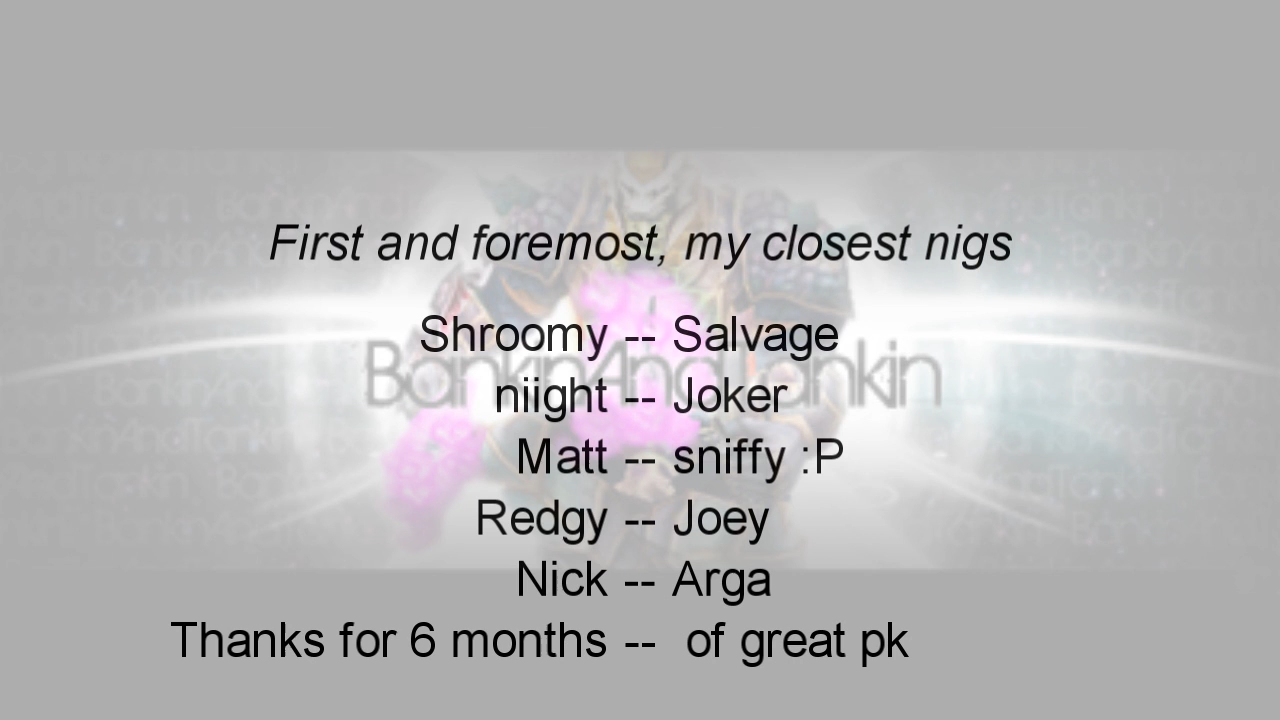 First and foremost, my closest nigs
Shroomy -- Salvage
niight -- Joker
Matt -- sniffy :P
Redgy -- Joey
Nick -- Arga
Thanks for 6 months -- of great pk
BankinAndTankin